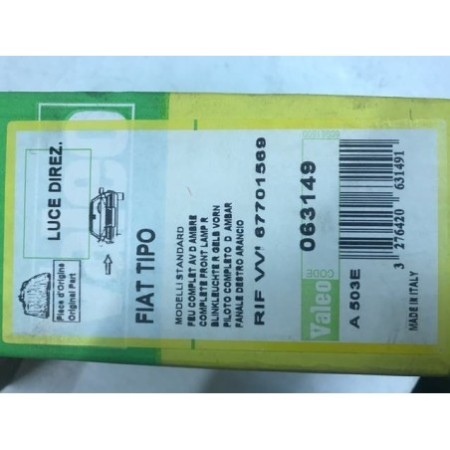 LUCE DIREZ.
Pièce d'Origine
Original Part
FIAT TIPO
MODELLI STANDARD
FEU COMPLET AV D AMBRE
COMPLETE FRONT LAMP R
BLINKLEUCHTE R GELB VORN
PILOTO COMPLETO D AMBAR
FANALE DESTRO ARANCIO
RIF VV! 67701569
Valeo
CODE
063149
A 503E
3 276420 631491
MADE IN ITALY